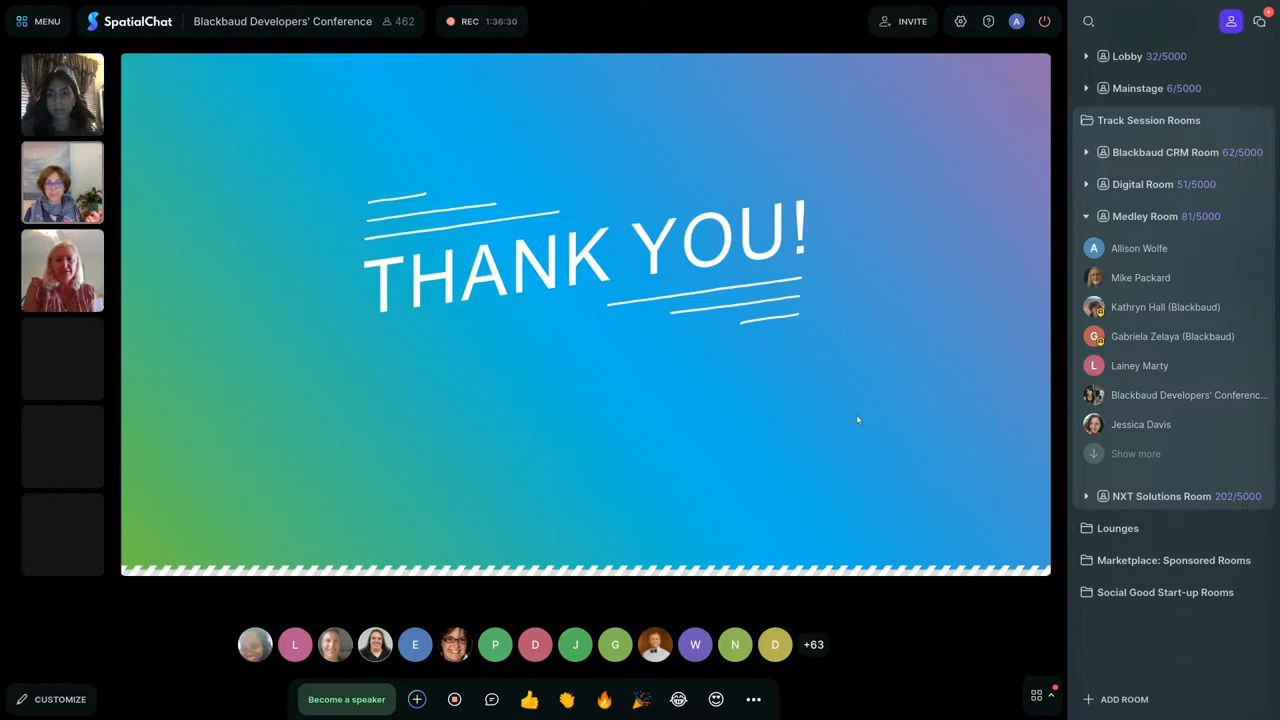 MENU
SpatialChat
Blackbaud Developers' Conference 462
REC 1:36:30
INVITE
A
THANK YOU!
Lobby 32/5000
Mainstage 6/5000
Track Session Rooms
Blackbaud CRM Room 62/5000
Digital Room 51/5000
Medley Room 81/5000
A Allison Wolfe
Mike Packard
Kathryn Hall (Blackbaud)
G Gabriela Zelaya (Blackbaud)
L Lainey Marty
Blackbaud Developers' Conferenc...
Jessica Davis
Show more
NXT Solutions Room 202/5000
Lounges
Marketplace: Sponsored Rooms
Social Good Start-up Rooms
L E P D J G W N D +63
CUSTOMIZE
Become a speaker
ADD ROOM